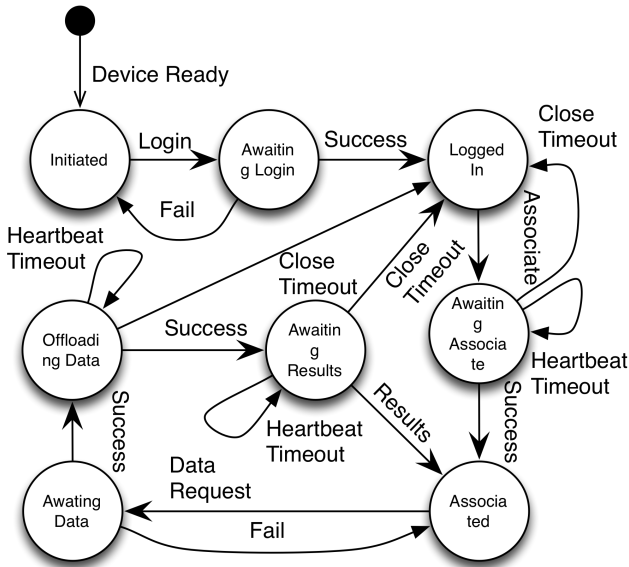 Device Ready
Initiated
Login
Awaitin
g Login
Success
Logged
In
Close
Timeout
Fail
Associate
Heartbeat
Timeout
Close
Timeout
Close
Timeout
Offloadi
ng Data
Success
Awaitin
g
Results
Awaitin
g
Associa
te
Heartbeat
Timeout
Heartbeat
Timeout
Results
Success
Success
Data
Request
Awating
Data
Fail
Associa
ted